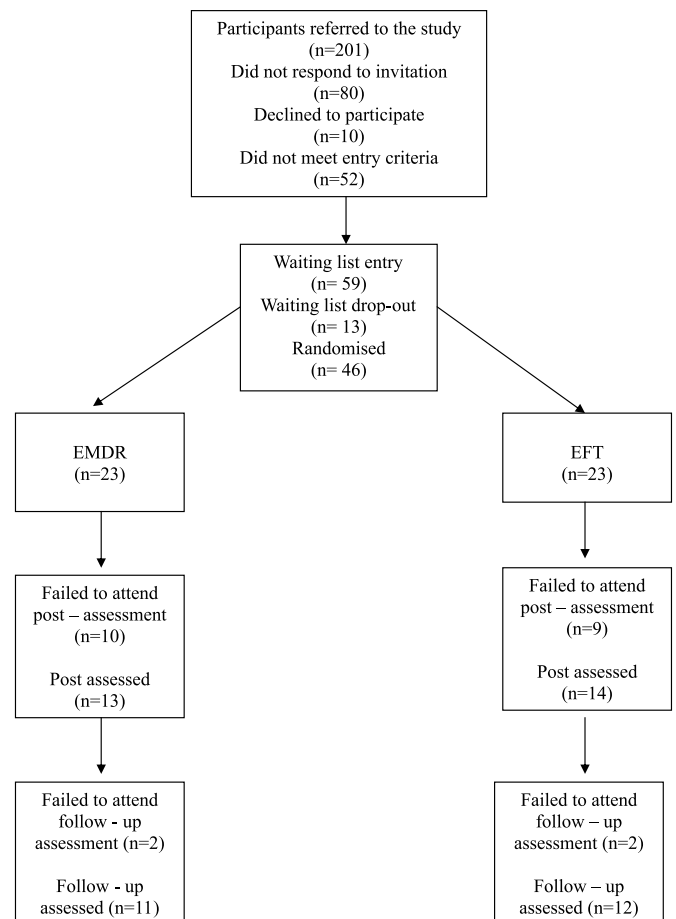 Participants referred to the study
(n=201)
Did not respond to invitation
(n=80)
Declined to participate
(n=10)
Did not meet entry criteria
(n=52)
Waiting list entry
(n= 59)
Waiting list drop-out
(n= 13)
Randomised
(n= 46)
EMDR
(n=23)
EFT
(n=23)
Failed to attend
post – assessment
(n=10)
Post assessed
(n=13)
Failed to attend
post – assessment
(n=9)
Post assessed
(n=14)
Failed to attend
follow - up
assessment (n=2)
Follow - up
assessed (n=11)
Failed to attend
follow – up
assessment (n=2)
Follow – up
assessed (n=12)